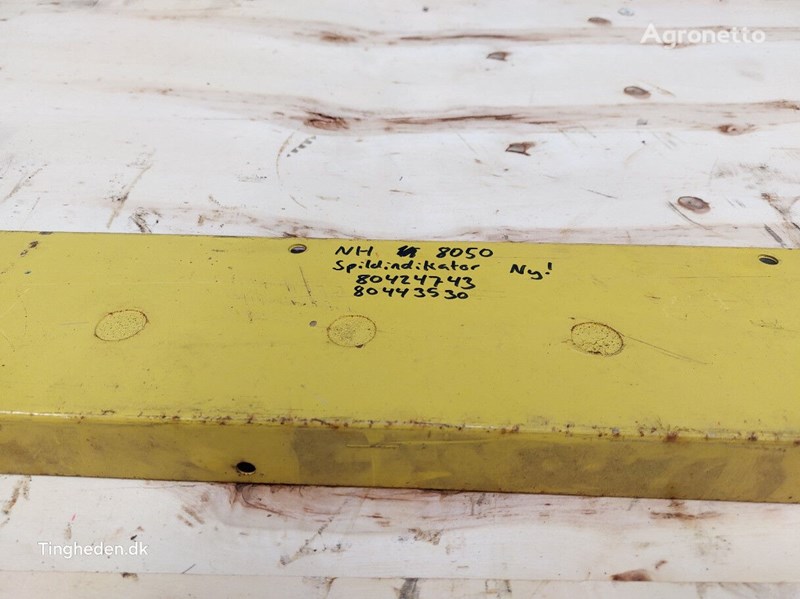 Agronetto
NH 8050
Spildindikator Ny!
80424743
80443530
Tingheden.dk